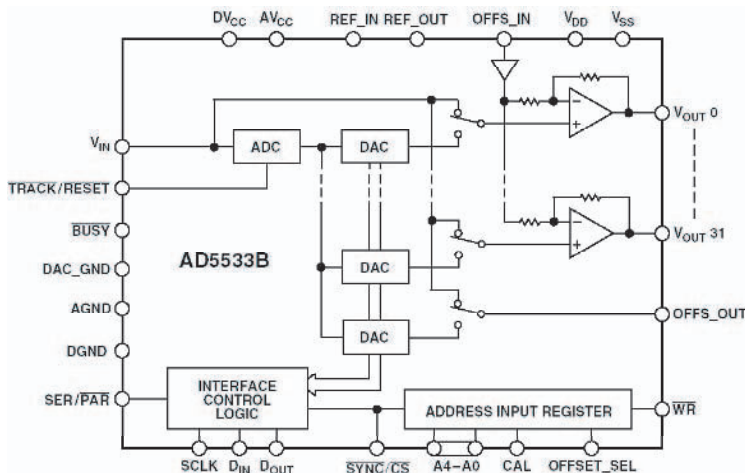 DVCC AVCC REF_IN REF_OUT OFFS_IN VDD VSS
VIN
ADC
DAC
VOUT 0
TRACK/RESET
BUSY
DAC_GND
AD5533B
DAC
VOUT 31
AGND
DAC
OFFS_OUT
DGND
SER/PAR
INTERFACE
CONTROL
LOGIC
ADDRESS INPUT REGISTER
WR
SCLK DIN DOUT SYNC/CS A4–A0 CAL OFFSET_SEL